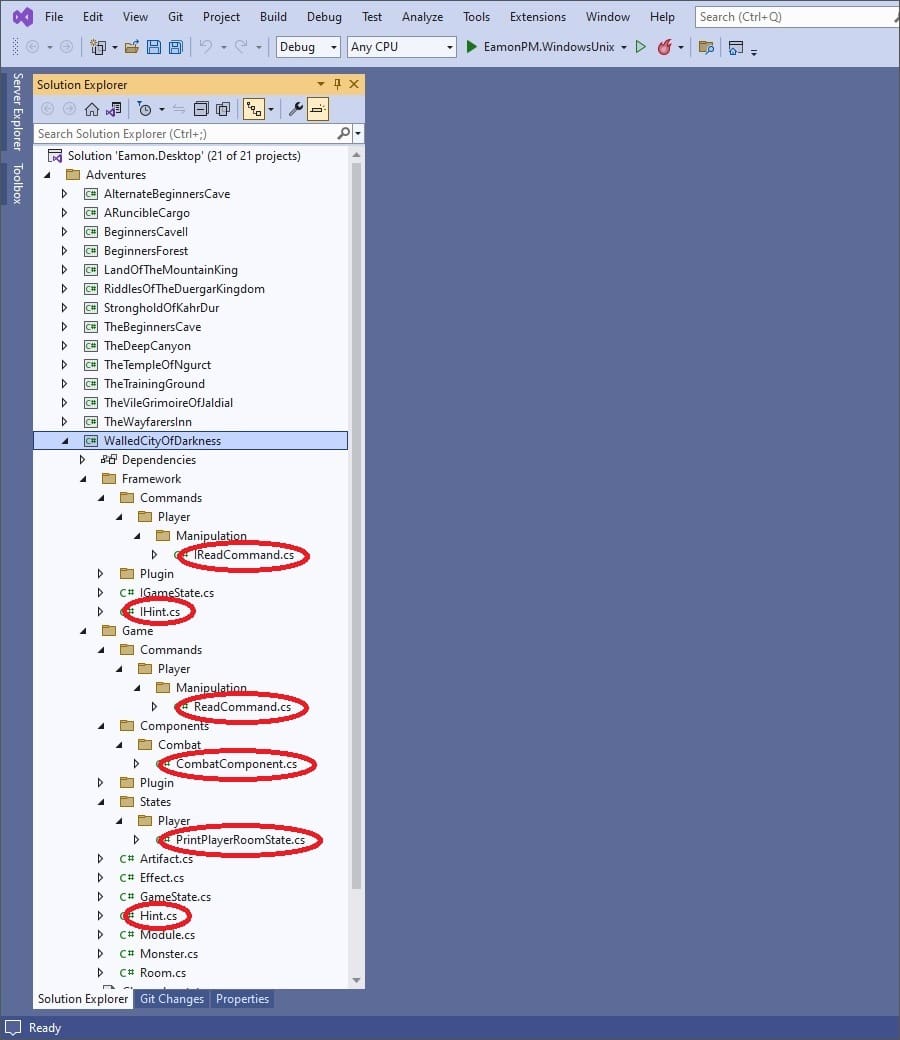 File Edit View Git Project Build Debug Test Analyze Tools Extensions Window Help Search (Ctrl+Q)
Debug Any CPU EamonPM.WindowsUnix
Server Explorer
Toolbox
Solution Explorer
Search Solution Explorer (Ctrl+;)
Solution 'Eamon.Desktop' (21 of 21 projects)
Adventures
C# AlternateBeginnersCave
C# ARuncibleCargo
C# BeginnersCaveII
C# BeginnersForest
C# LandOfTheMountainKing
C# RiddlesOfTheDuergarKingdom
C# StrongholdOfKahrDur
C# TheBeginnersCave
C# TheDeepCanyon
C# TheTempleOfNgurct
C# TheTrainingGround
C# TheVileGrimoireOfJaldial
C# TheWayfarersInn
C# WalledCityOfDarkness
Dependencies
Framework
Commands
Player
Manipulation
C# IReadCommand.cs
Plugin
C# IGameState.cs
C# IHint.cs
Game
Commands
Player
Manipulation
C# ReadCommand.cs
Components
Combat
C# CombatComponent.cs
Plugin
States
Player
C# PrintPlayerRoomState.cs
C# Artifact.cs
C# Effect.cs
C# GameState.cs
C# Hint.cs
C# Module.cs
C# Monster.cs
C# Room.cs
Solution Explorer Git Changes Properties
Ready